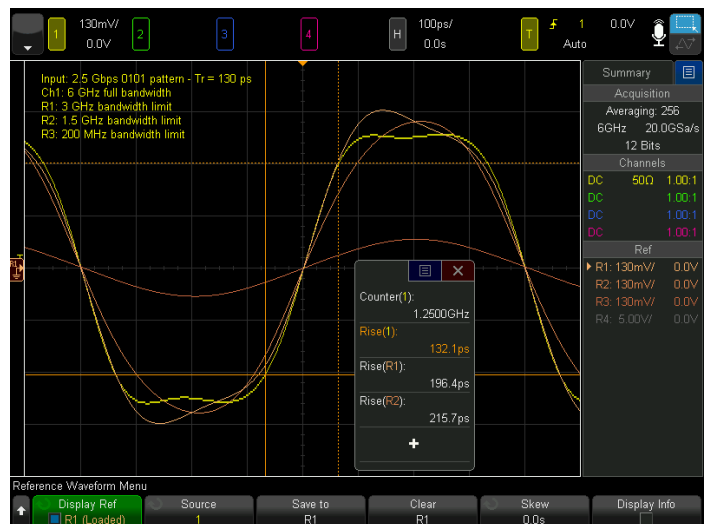 1 130mV/ 0.0V
2
3
4
H 100ps/ 0.0s
T 1 0.0V Auto
Input: 2.5 Gbps 0101 pattern - Tr = 130 ps
Ch1: 6 GHz full bandwidth
R1: 3 GHz bandwidth limit
R2: 1.5 GHz bandwidth limit
R3: 200 MHz bandwidth limit
R1
T
Summary
Acquisition
Averaging: 256
6GHz 20.0GSa/s
12 Bits
Channels
DC 50Ω 1.00:1
DC 1.00:1
DC 1.00:1
DC 1.00:1
Ref
R1: 130mV/ 0.0V
R2: 130mV/ 0.0V
R3: 130mV/ 0.0V
R4: 5.00V/ 0.0V
Counter(1):
1.2500GHz
Rise(1):
132.1ps
Rise(R1):
196.4ps
Rise(R2):
215.7ps
+
Reference Waveform Menu
Display Ref
R1 (Loaded)
Source
1
Save to
R1
Clear
R1
Skew
0.0s
Display Info